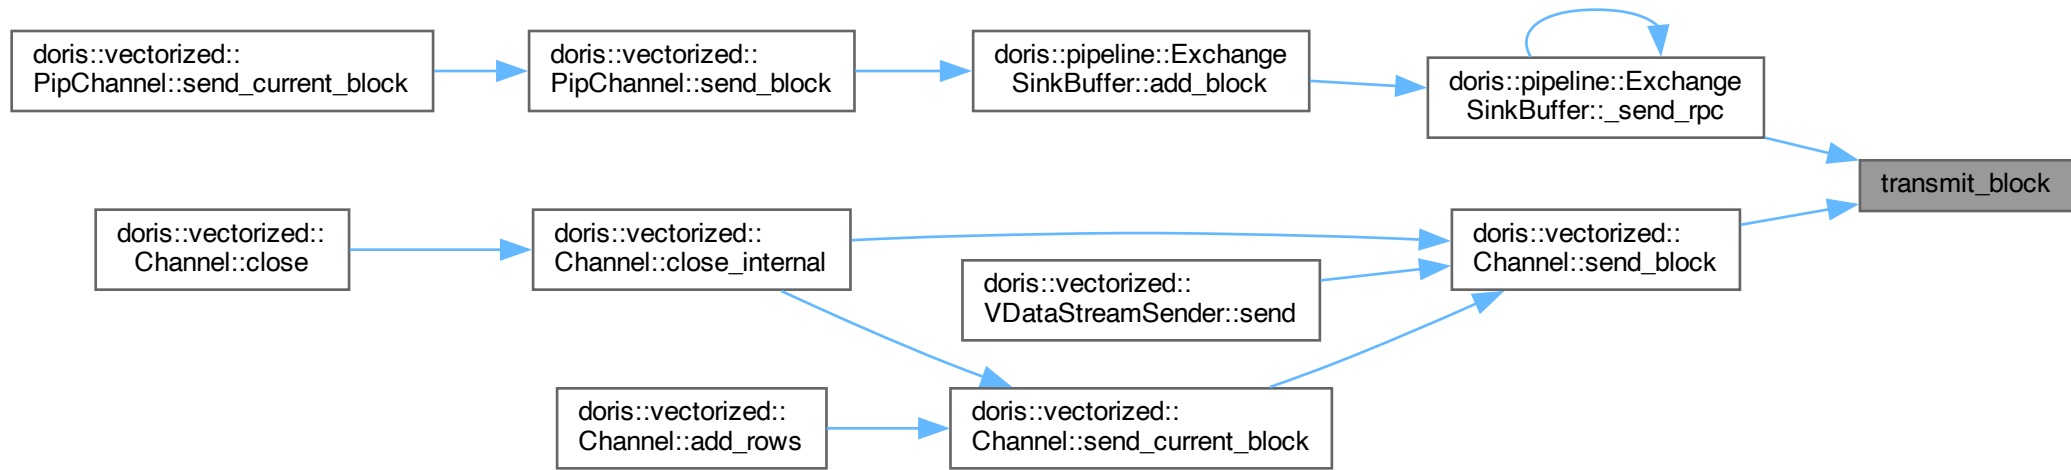 doris::vectorized::
PipChannel::send_current_block
doris::vectorized::
PipChannel::send_block
doris::pipeline::Exchange
SinkBuffer::add_block
doris::pipeline::Exchange
SinkBuffer::_send_rpc
transmit_block
doris::vectorized::
Channel::close
doris::vectorized::
Channel::close_internal
doris::vectorized::
VDataStreamSender::send
doris::vectorized::
Channel::send_block
doris::vectorized::
Channel::add_rows
doris::vectorized::
Channel::send_current_block